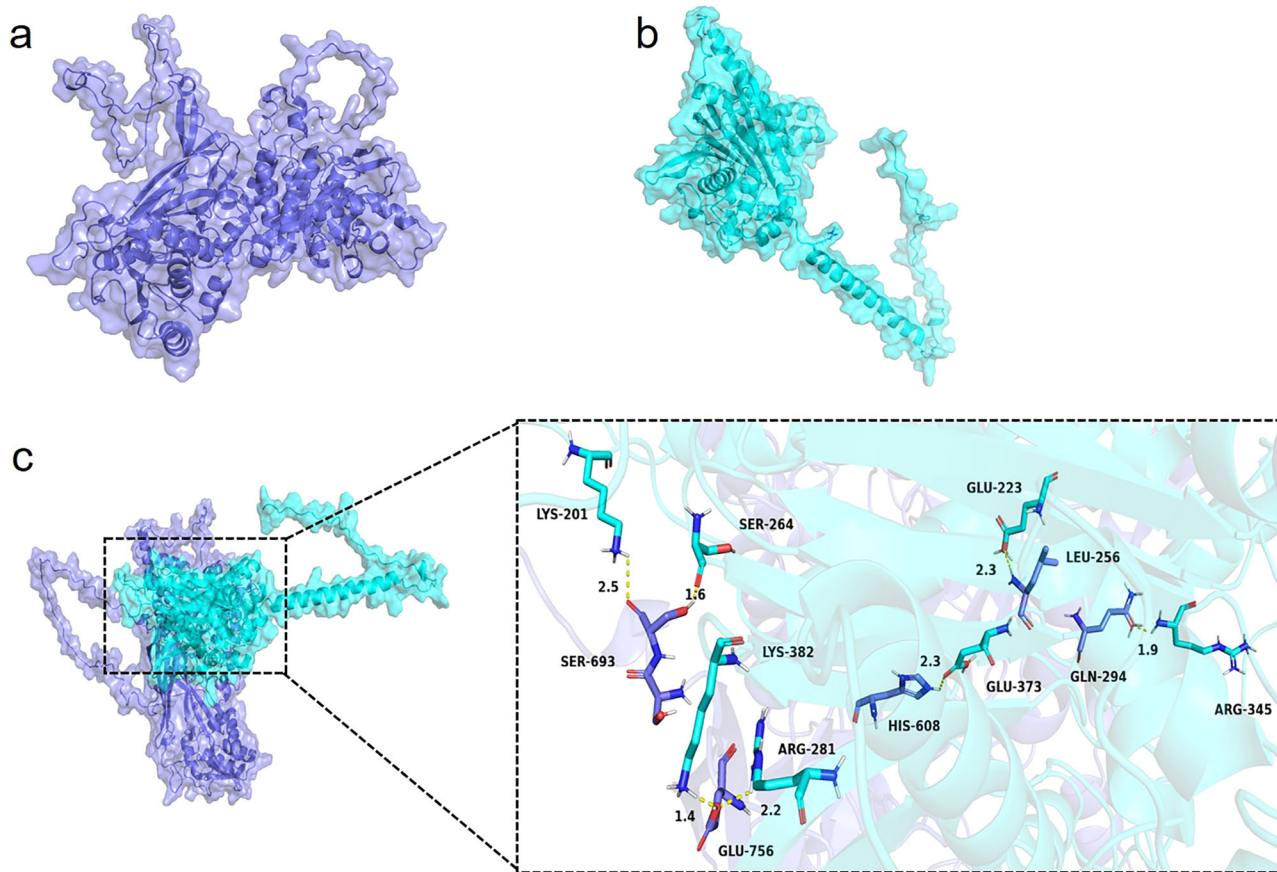 a
b
c
LYS-201
SER-264
GLU-223
2.5
1.6
2.3
LEU-256
SER-693
LYS-382
2.3
GLU-373
GLN-294
1.9
HIS-608
ARG-345
ARG-281
1.4
2.2
GLU-756